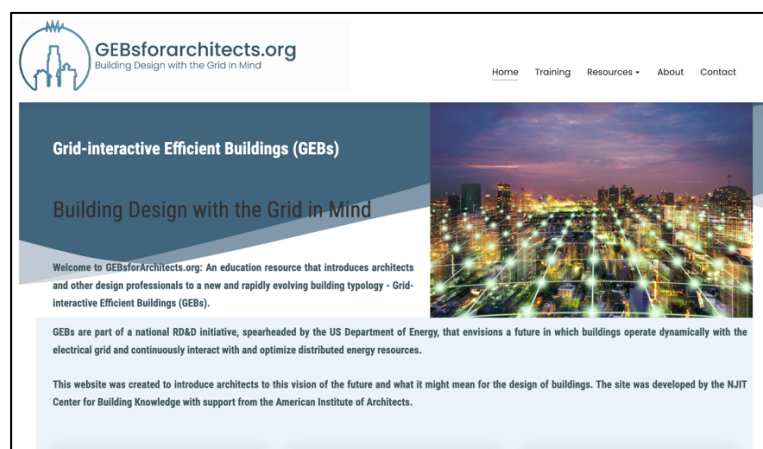 GEBsforarchitects.org
Building Design with the Grid in Mind
Home Training Resources About Contact
Grid-interactive Efficient Buildings (GEBs)
Building Design with the Grid in Mind
Welcome to GEBsforArchitects.org: An education resource that introduces architects
and other design professionals to a new and rapidly evolving building typology - Grid-
interactive Efficient Buildings (GEBs).
GEBs are part of a national RD&D initiative, spearheaded by the US Department of Energy, that envisions a future in which buildings operate dynamically with the
electrical grid and continuously interact with and optimize distributed energy resources.
This website was created to introduce architects to this vision of the future and what it might mean for the design of buildings. The site was developed by the NJIT
Center for Building Knowledge with support from the American Institute of Architects.